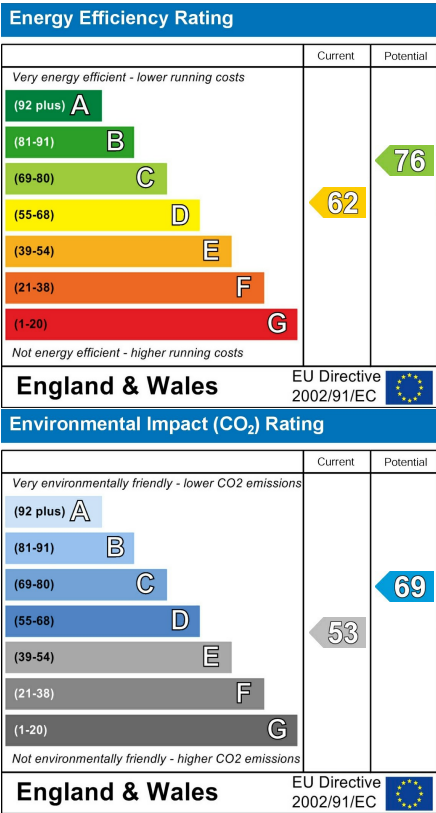 Energy Efficiency Rating
Current Potential
Very energy efficient - lower running costs
(92 plus) A
(81-91) B
(69-80) C
76
(55-68) D
62
(39-54) E
(21-38) F
(1-20) G
Not energy efficient - higher running costs
England & Wales
EU Directive
2002/91/EC
Environmental Impact (CO₂) Rating
Current Potential
Very environmentally friendly - lower CO2 emissions
(92 plus) A
(81-91) B
(69-80) C
69
(55-68) D
53
(39-54) E
(21-38) F
(1-20) G
Not environmentally friendly - higher CO2 emissions
England & Wales
EU Directive
2002/91/EC